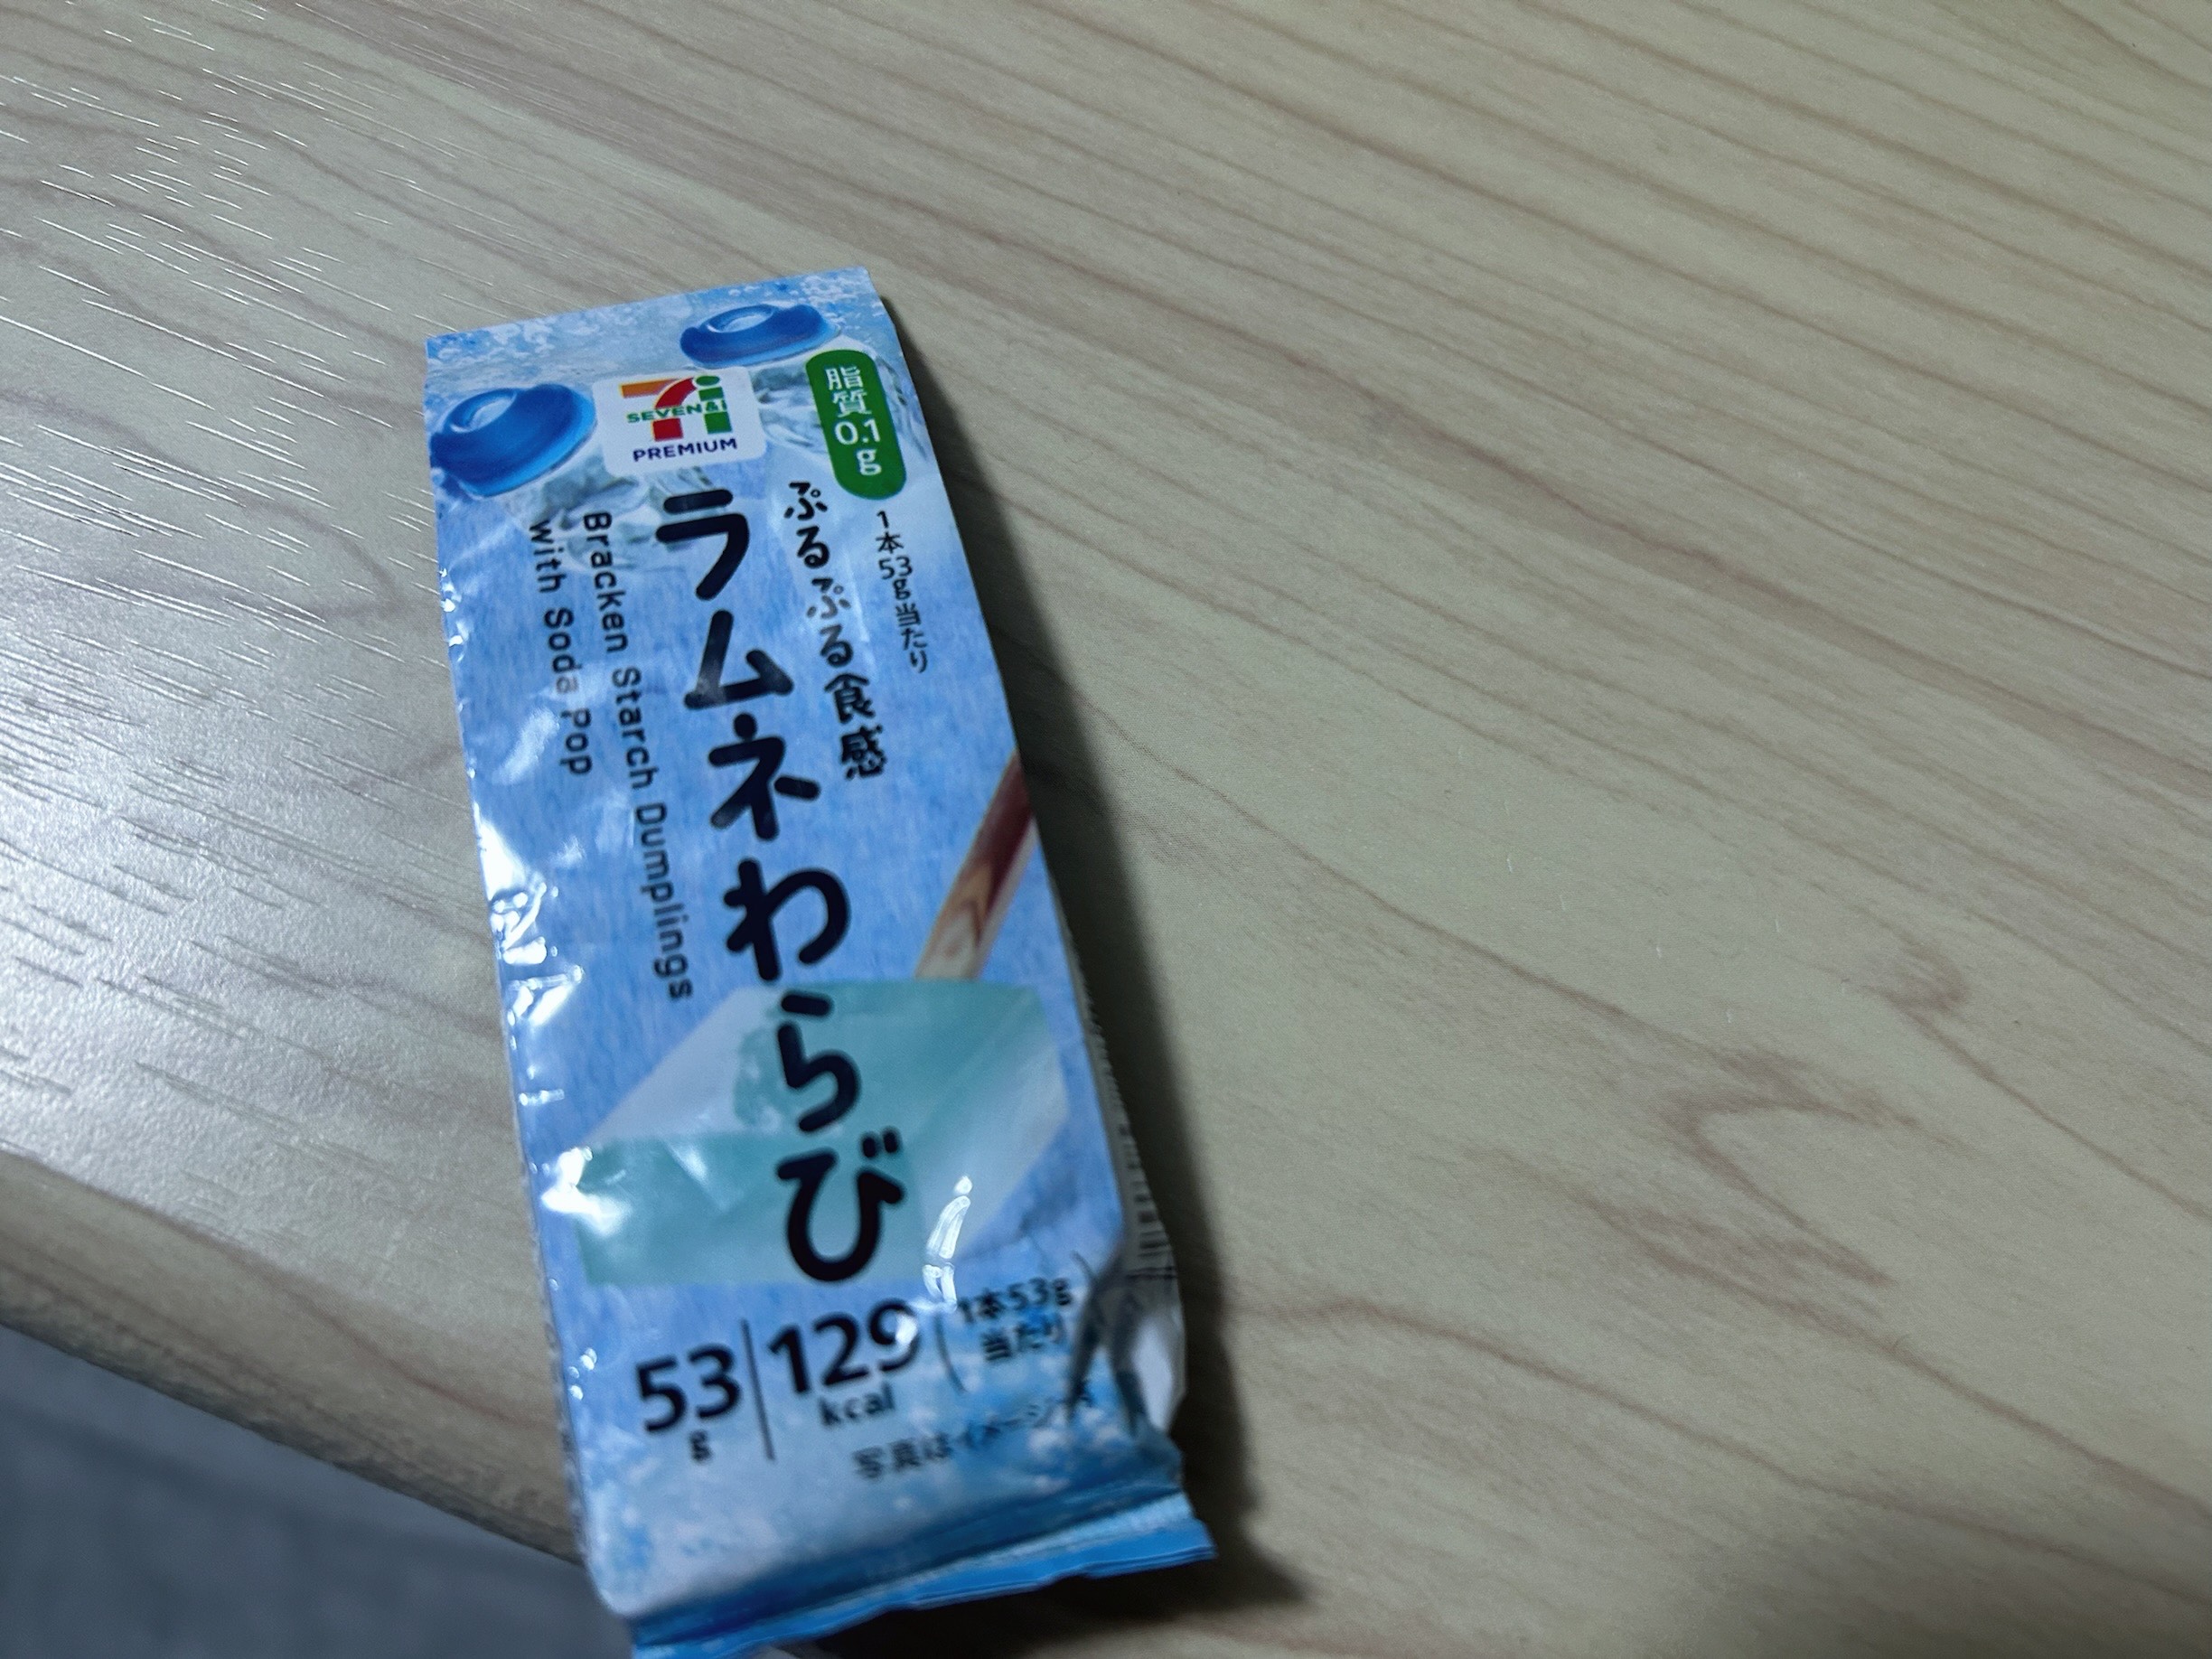 SEVEN&i
PREMIUM
脂質0.1g
1本53g当たり
ぷるぷる食感
ラムネわらび
Bracken Starch Dumplings
with Soda Pop
53g
129kcal
(1本53g
当たり)
写真はイメージです